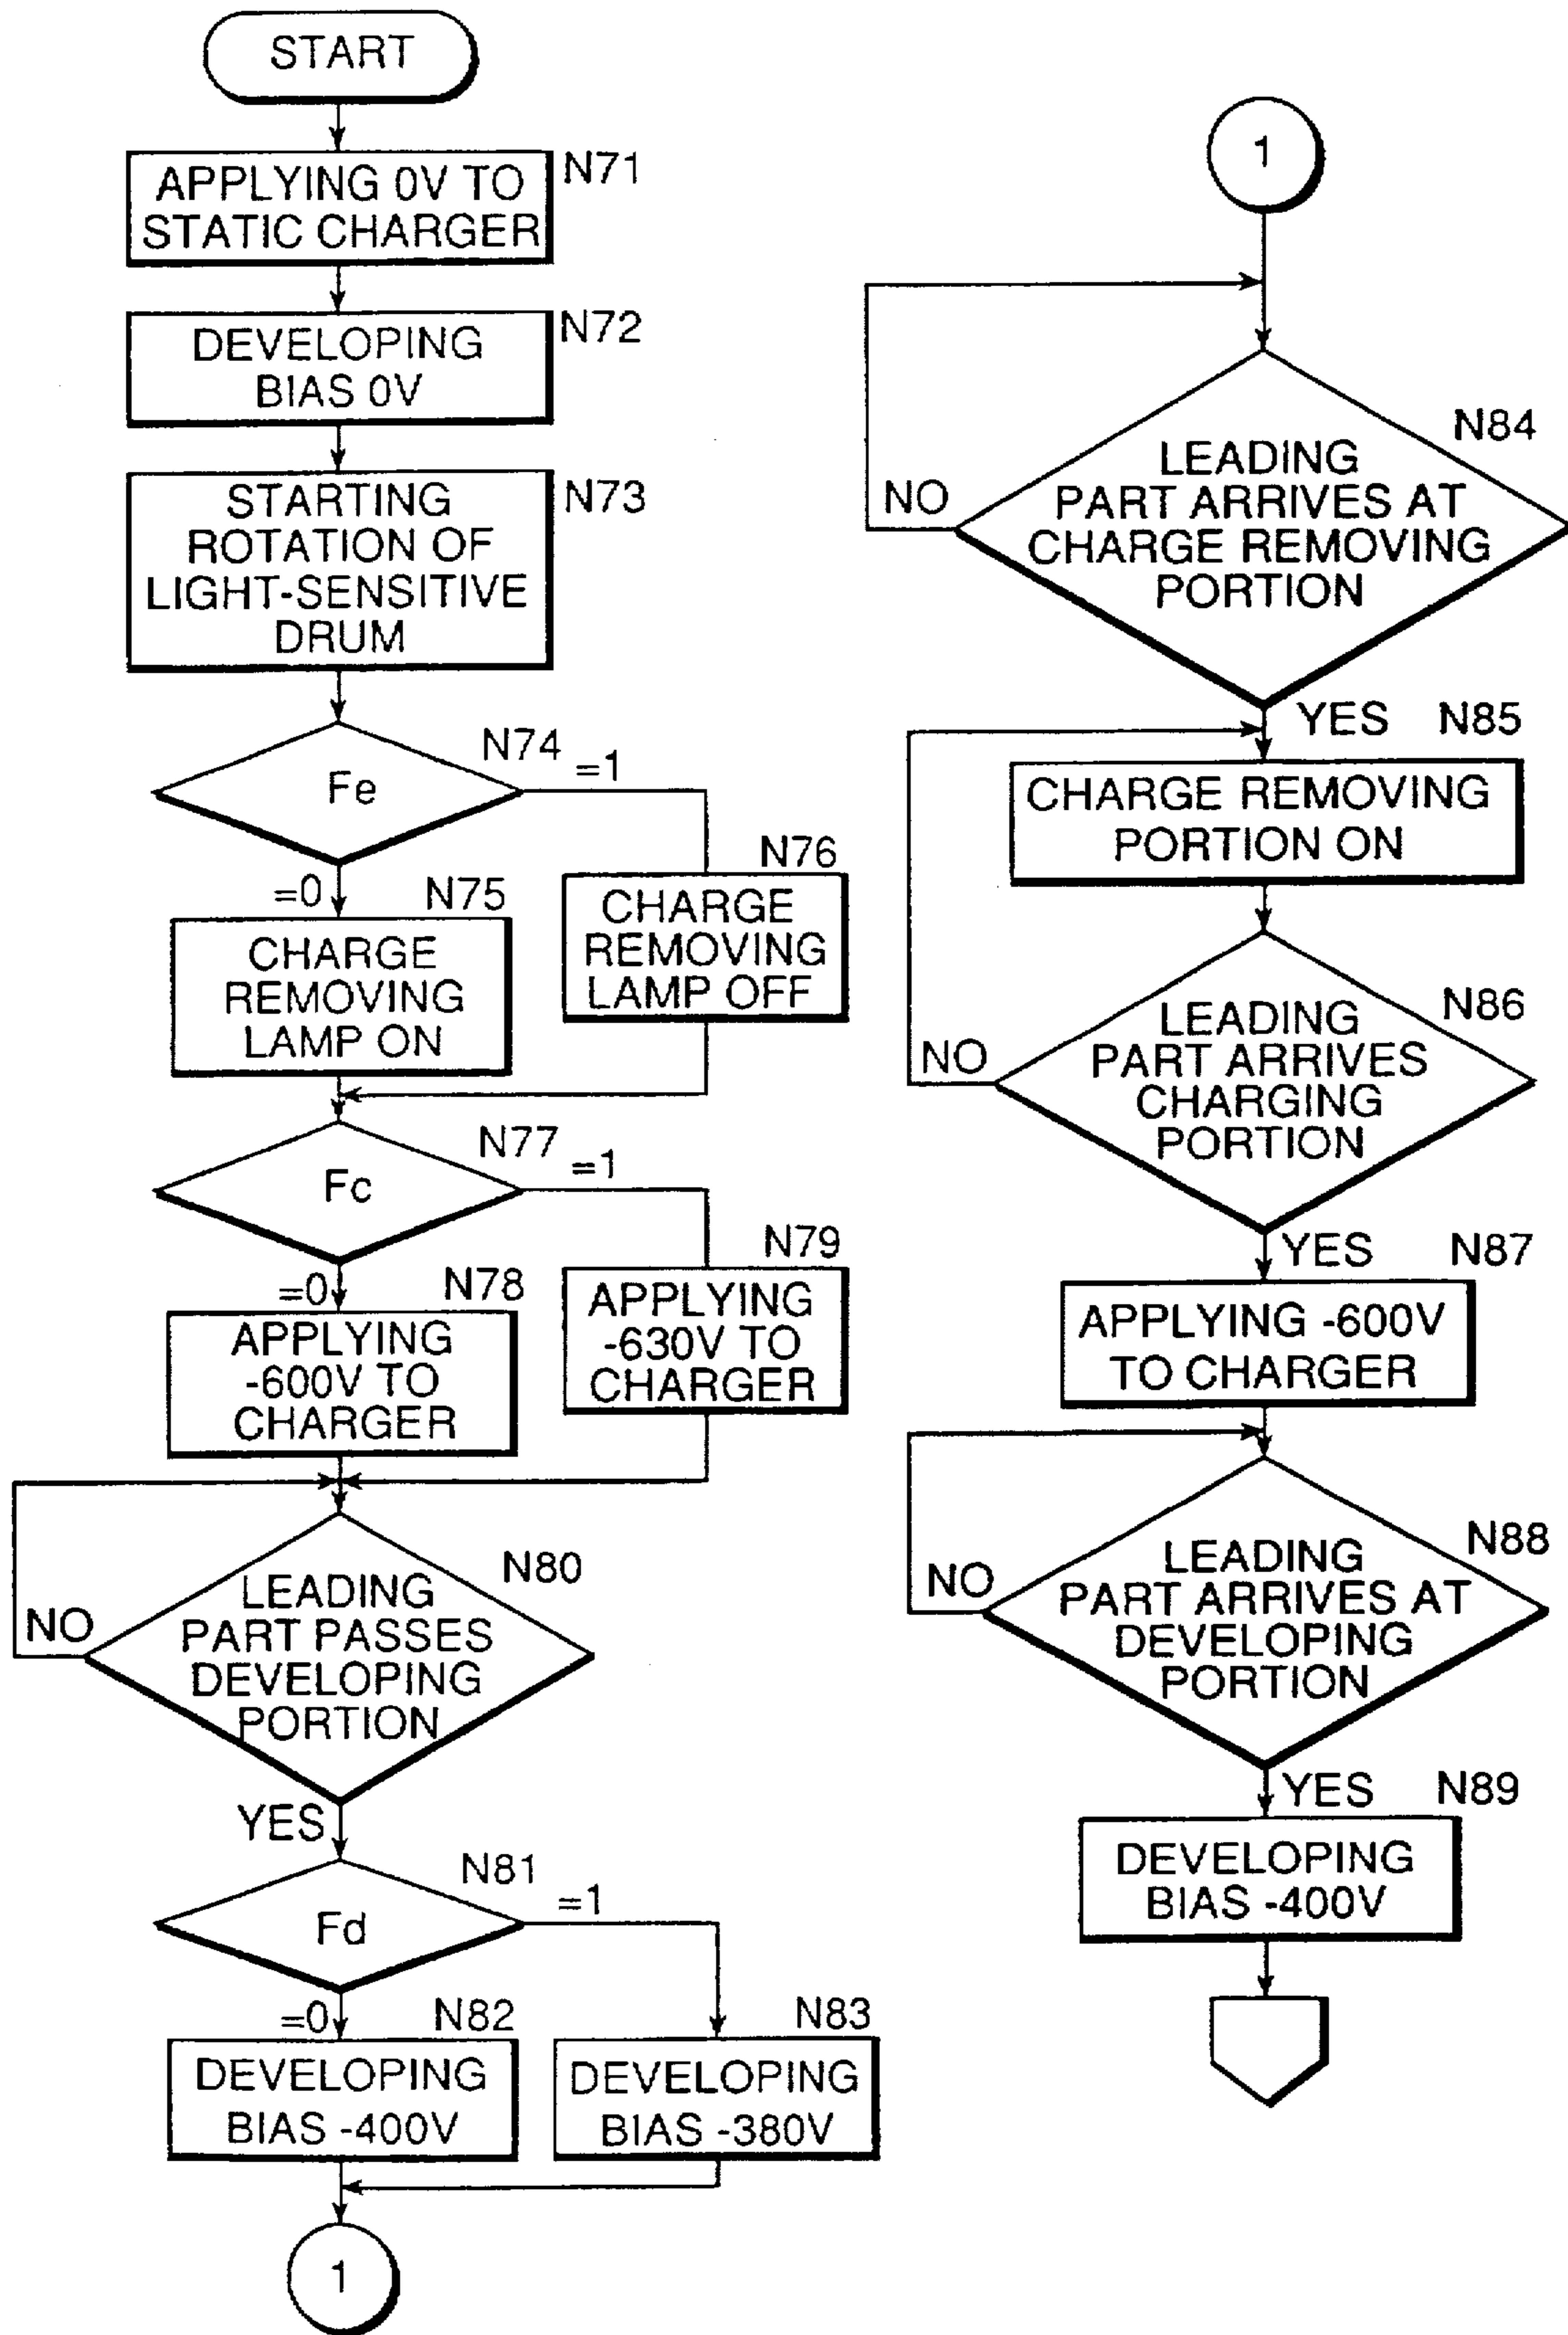 START
APPLYING 0V TO
STATIC CHARGER
N71
DEVELOPING
BIAS 0V
N72
STARTING
ROTATION OF
LIGHT-SENSITIVE
DRUM
N73
Fe
N74
=1
=0
N75
CHARGE
REMOVING
LAMP ON
N76
CHARGE
REMOVING
LAMP OFF
Fc
N77
=1
=0
N78
APPLYING
-600V TO
CHARGER
N79
APPLYING
-630V TO
CHARGER
N80
LEADING
PART PASSES
DEVELOPING
PORTION
NO
YES
Fd
N81
=1
=0
N82
DEVELOPING
BIAS -400V
N83
DEVELOPING
BIAS -380V
1
1
N84
LEADING
PART ARRIVES AT
CHARGE REMOVING
PORTION
NO
YES
N85
CHARGE REMOVING
PORTION ON
N86
LEADING
PART ARRIVES
CHARGING
PORTION
NO
YES
N87
APPLYING -600V
TO CHARGER
N88
LEADING
PART ARRIVES AT
DEVELOPING
PORTION
NO
YES
N89
DEVELOPING
BIAS -400V